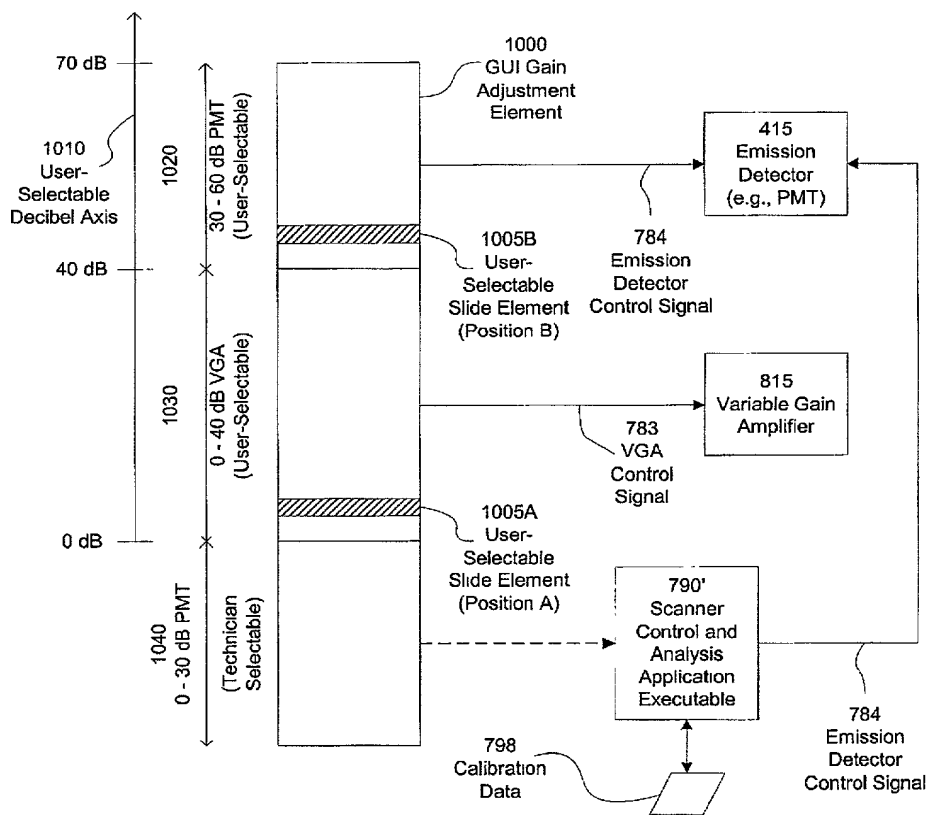 70 dB
1010
User-
Selectable
Decibel Axis
40 dB
0 dB
1020
30 - 60 dB PMT
(User-Selectable)
1030
0 - 40 dB VGA
(User-Selectable)
1040
0 - 30 dB PMT
(Technician
Selectable)
1000
GUI Gain
Adjustment
Element
1005B
User-
Selectable
Slide Element
(Position B)
784
Emission
Detector
Control Signal
415
Emission
Detector
(e.g., PMT)
783
VGA
Control
Signal
815
Variable Gain
Amplifier
1005A
User-
Selectable
Slide Element
(Position A)
790'
Scanner
Control and
Analysis
Application
Executable
798
Calibration
Data
784
Emission
Detector
Control Signal